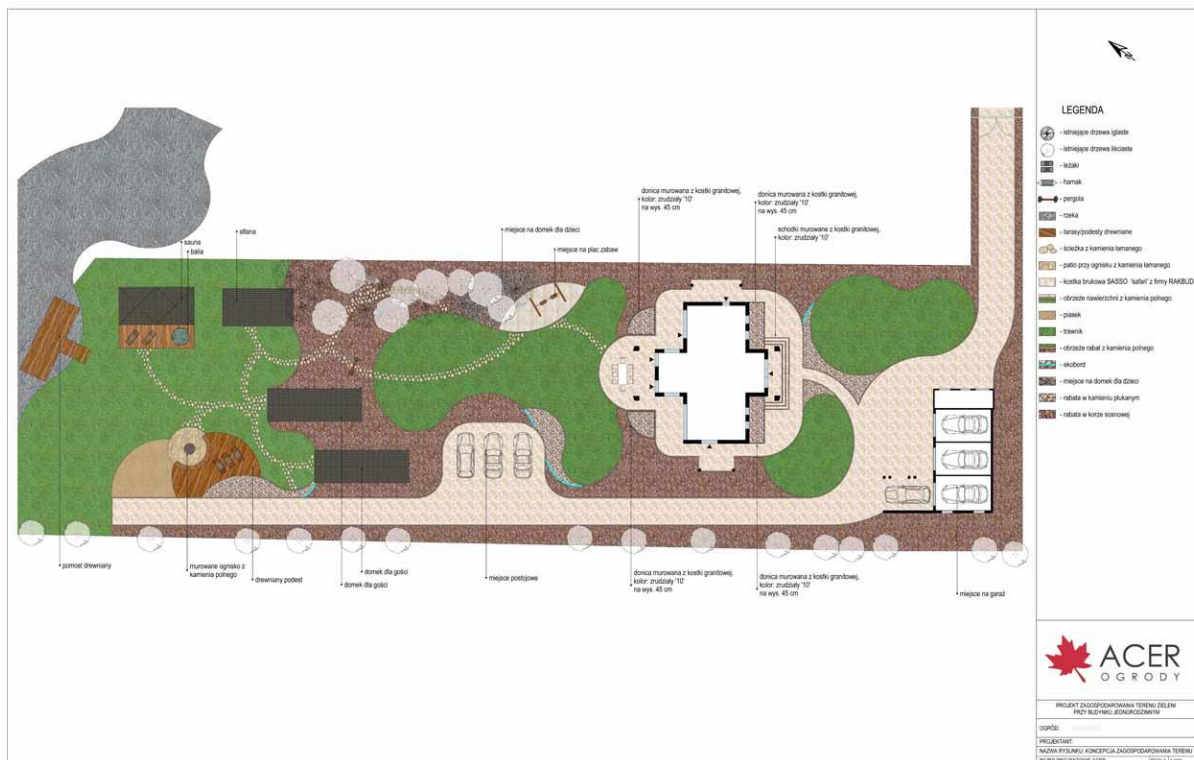 LEGENDA
- istniejące drzewa iglaste
- istniejące drzewa liściaste
- leżaki
- hamak
- pergola
- rzeka
- tarasy/podesty drewniane
- ścieżka z kamienia łamanego
- patio przy ognisku z kamienia łamanego
- kostka brukowa SASSO 'safari' z firmy RAKBUD
- obrzeże nawierzchni z kamienia polnego
- piasek
- trawnik
- obrzeże rabat z kamienia polnego
- ekobord
- miejsce na domek dla dzieci
- rabata w kamieniu płukanym
- rabata w korze sosnowej
donica murowana z kostki granitowej,
kolor: zrudziały '10'
na wys. 45 cm
donica murowana z kostki granitowej,
kolor: zrudziały '10'
na wys. 45 cm
schodki murowane z kostki granitowej,
kolor: zrudziały '10'
miejsce na domek dla dzieci
miejsce na plac zabaw
sauna
balia
altana
pomost drewniany
murowane ognisko z
kamienia polnego
drewniany podest
domek dla gości
domek dla gości
miejsce postojowe
donica murowana z kostki granitowej,
kolor: zrudziały '10'
na wys. 45 cm
donica murowana z kostki granitowej,
kolor: zrudziały '10'
na wys. 45 cm
miejsce na garaż
ACER
OGRODY
PROJEKT ZAGOSPODAROWANIA TERENU ZIELENI
PRZY BUDYNKU JEDNORODZINNYM
OGRÓD:
PROJEKTANT:
NAZWA RYSUNKU: KONCEPCJA ZAGOSPODAROWANIA TERENU